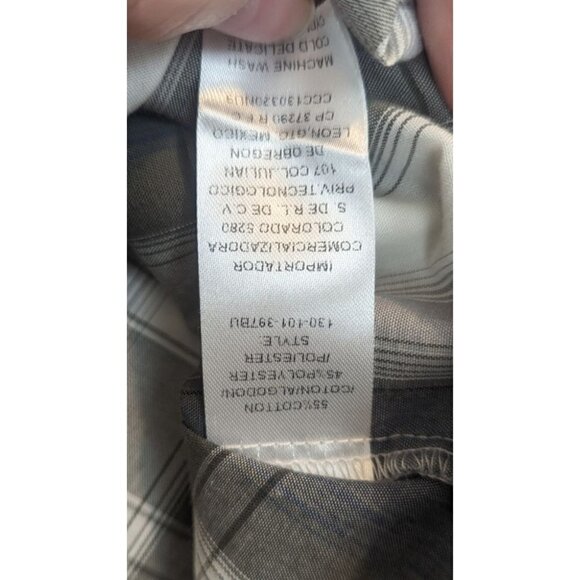 55%COTTON
/COTON/ALGODON/
45%POLYESTER
/POLIESTER
STYLE
130-401-397BU
IMPORTADOR
COMERCIALIZADORA
COLORADO 5280
S. DE R.L. DE C.V.
PRIV.TECNOLOGICO
107 COL.JULIAN
DE OBREGON
LEON,GTO. MEXICO
CP 37290 R.F.C.
CCC130320NU3
MACHINE WASH
COLD DELICATE